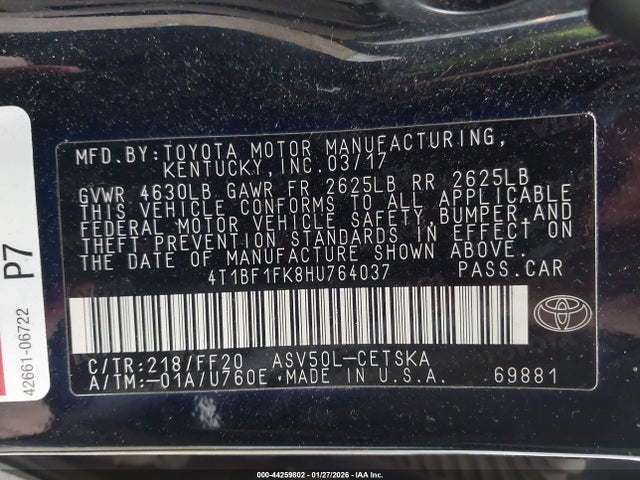 MFD.BY:TOYOTA MOTOR MANUFACTURING,
KENTUCKY, INC. 03/17
GVWR 4630LB GAWR FR 2625LB RR 2625LB
THIS VEHICLE CONFORMS TO ALL APPLICABLE
FEDERAL MOTOR VEHICLE SAFETY, BUMPER,AND
THEFT PREVENTION STANDARDS IN EFFECT ON
THE DATE OF MANUFACTURE SHOWN ABOVE.
4T1BF1FK8HU764037 PASS.CAR
C/TR:218/FF20 ASV50L-CETSKA
A/TM:-01A/U760E MADE IN U.S.A. 69881
P7
42661-06722
000-44259802 - 01/27/2026 - IAA Inc.